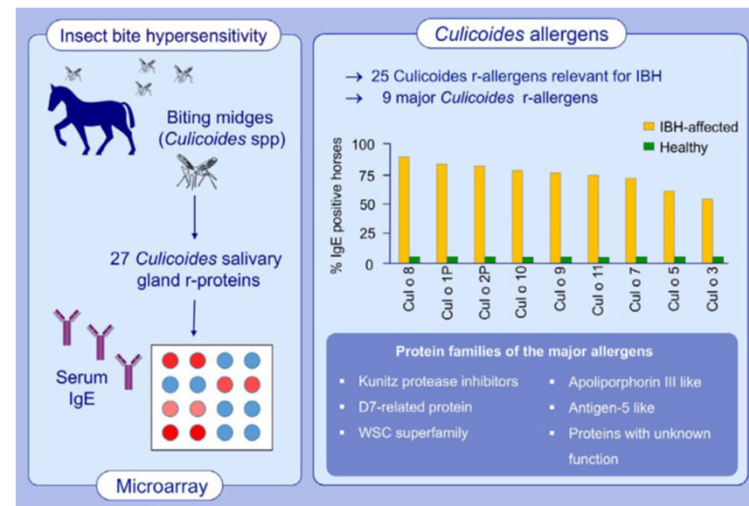 Insect bite hypersensitivity
Biting midges
(Culicoides spp)
27 Culicoides salivary
gland r-proteins
Serum
IgE
Microarray
Culicoides allergens
→ 25 Culicoides r-allergens relevant for IBH
→ 9 major Culicoides r-allergens
IBH-affected
Healthy
% IgE positive horses
100
75
50
25
0
Cul o 8
Cul o 1P
Cul o 2P
Cul o 10
Cul o 9
Cul o 11
Cul o 7
Cul o 5
Cul o 3
Protein families of the major allergens
▪ Kunitz protease inhibitors
▪ D7-related protein
▪ WSC superfamily
▪ Apoliporphorin III like
▪ Antigen-5 like
▪ Proteins with unknown
function